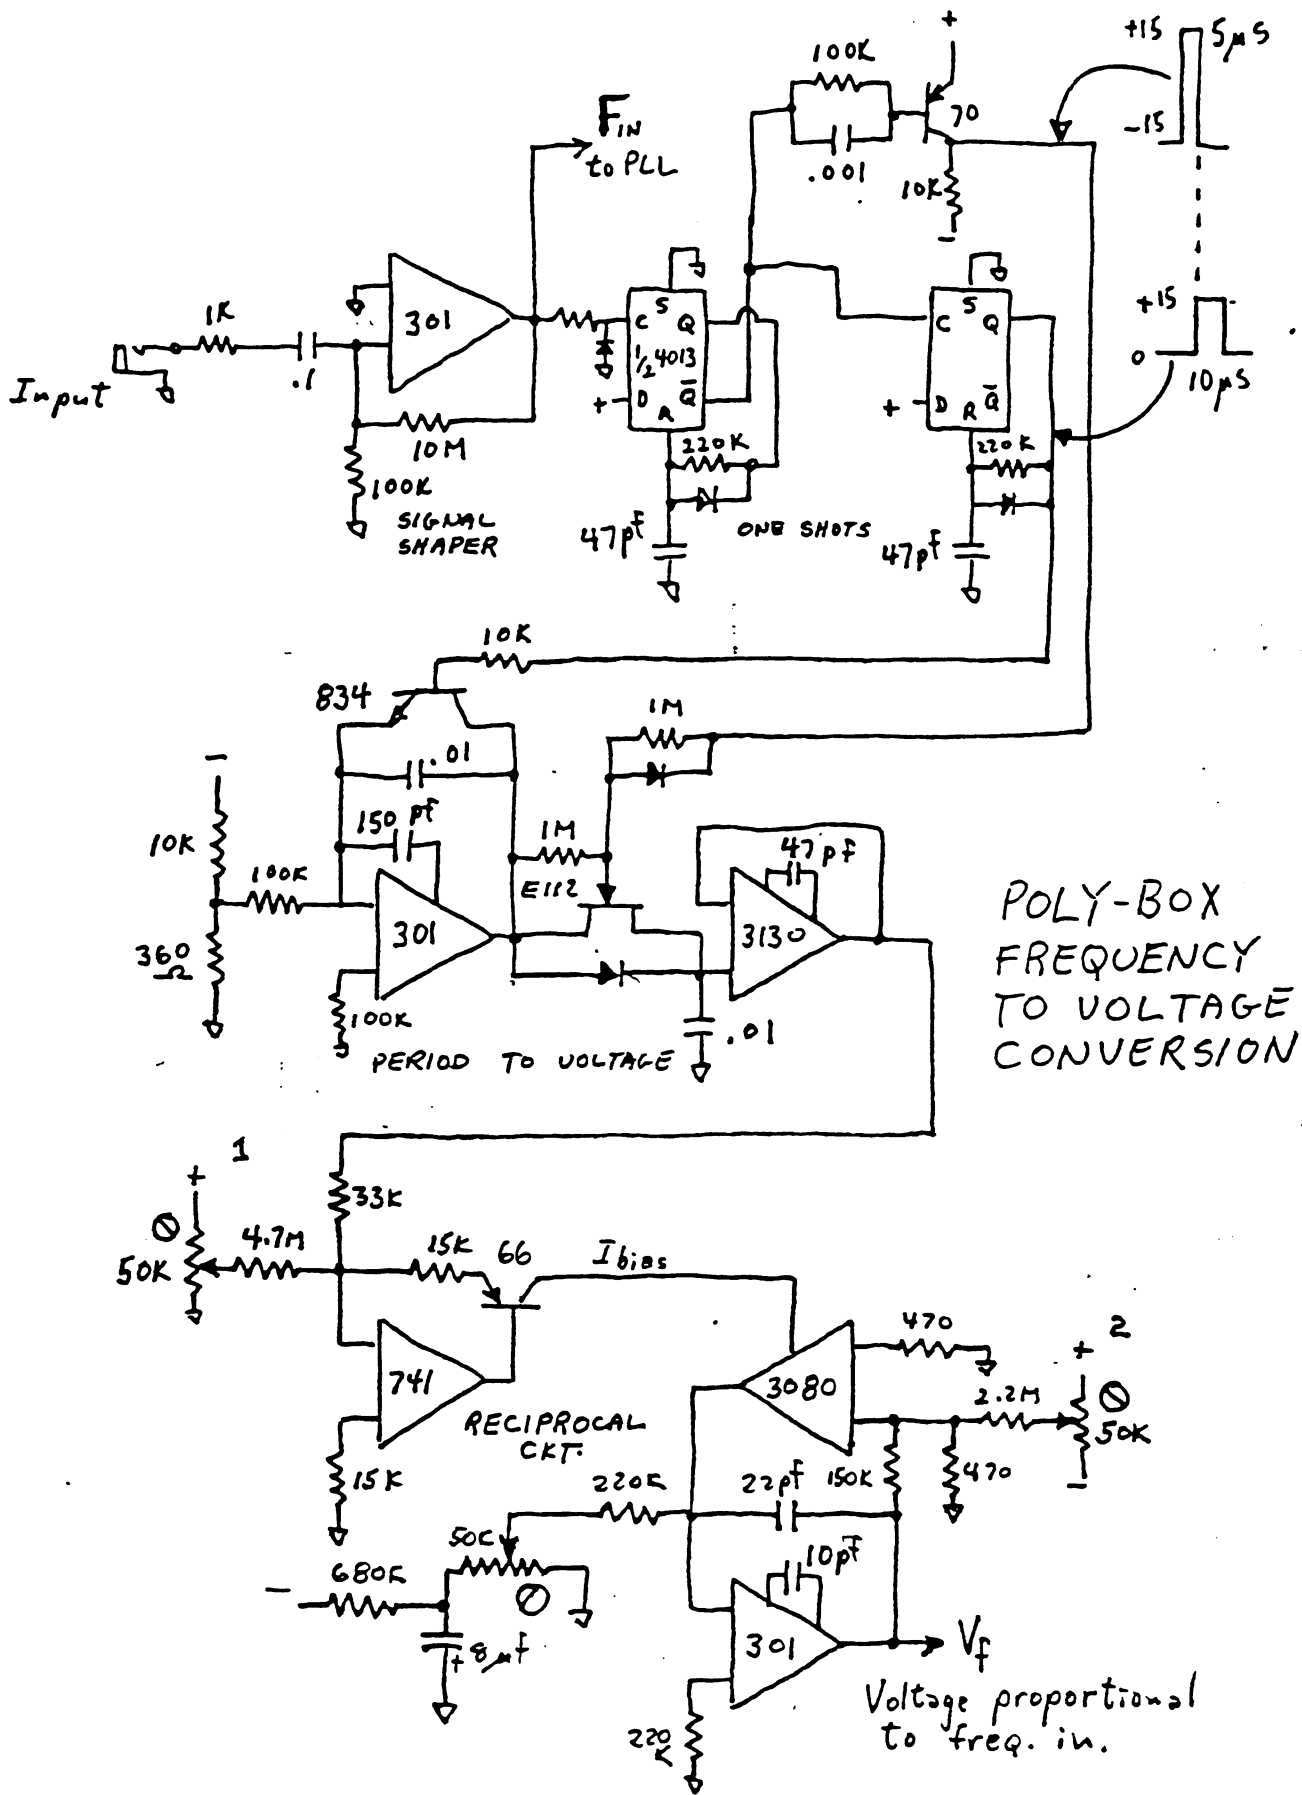 +
+15
5μS
100K
70
-15
.001
10K
-
FIN
to PLL
1K
.1
Input
301
10M
100K
SIGNAL
SHAPER
S
C
Q
1/2 4013
+
D
R
Q̄
220K
47pf
ONE SHOTS
S
C
Q
+
D
R
Q̄
220K
47pf
+15
0
10μS
10K
834
.01
150 pf
1M
1M
-
10K
100K
360
Ω
301
100K
E112
47pf
3130
.01
PERIOD TO VOLTAGE
POLY-BOX
FREQUENCY
TO VOLTAGE
CONVERSION
1
+
50K
4.7M
33K
15K
66
Ibias
741
15K
RECIPROCAL
CKT.
3080
470
2
+
2.2M
50K
-
470
150K
22pf
220K
50K
680K
-
+ 8μf
10pf
301
220
K
Vf
Voltage proportional
to freq. in.